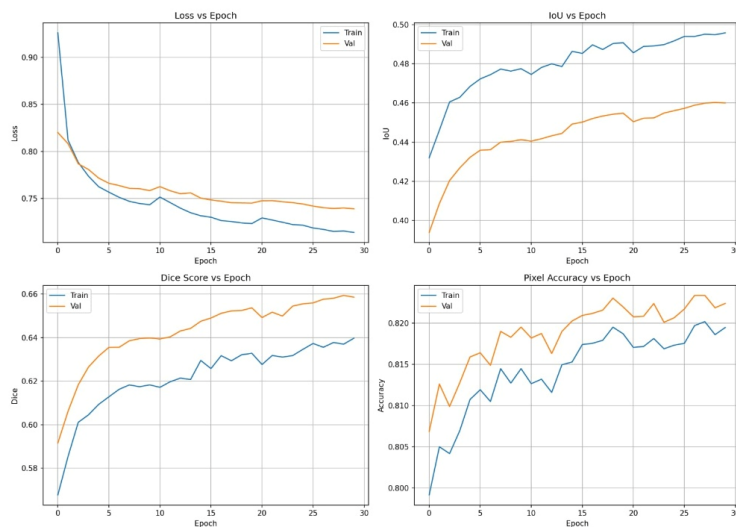 Loss vs Epoch
Train
Val
0.90
0.85
0.80
0.75
Loss
0 5 10 15 20 25 30
Epoch
IoU vs Epoch
Train
Val
0.50
0.48
0.46
0.44
0.42
0.40
IoU
0 5 10 15 20 25 30
Epoch
Dice Score vs Epoch
Train
Val
0.66
0.64
0.62
0.60
0.58
Dice
0 5 10 15 20 25 30
Epoch
Pixel Accuracy vs Epoch
Train
Val
0.820
0.815
0.810
0.805
0.800
Accuracy
0 5 10 15 20 25 30
Epoch